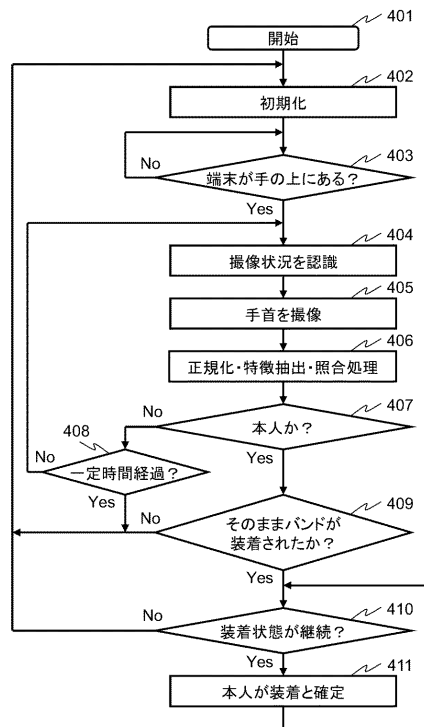 401
開始
402
初期化
403
No
端末が手の上にある？
Yes
404
撮像状況を認識
405
手首を撮像
406
正規化・特徴抽出・照合処理
407
No
本人か？
408
Yes
No
一定時間経過？
Yes
409
No
そのままバンドが
装着されたか？
Yes
410
No
装着状態が継続？
Yes
411
本人が装着と確定